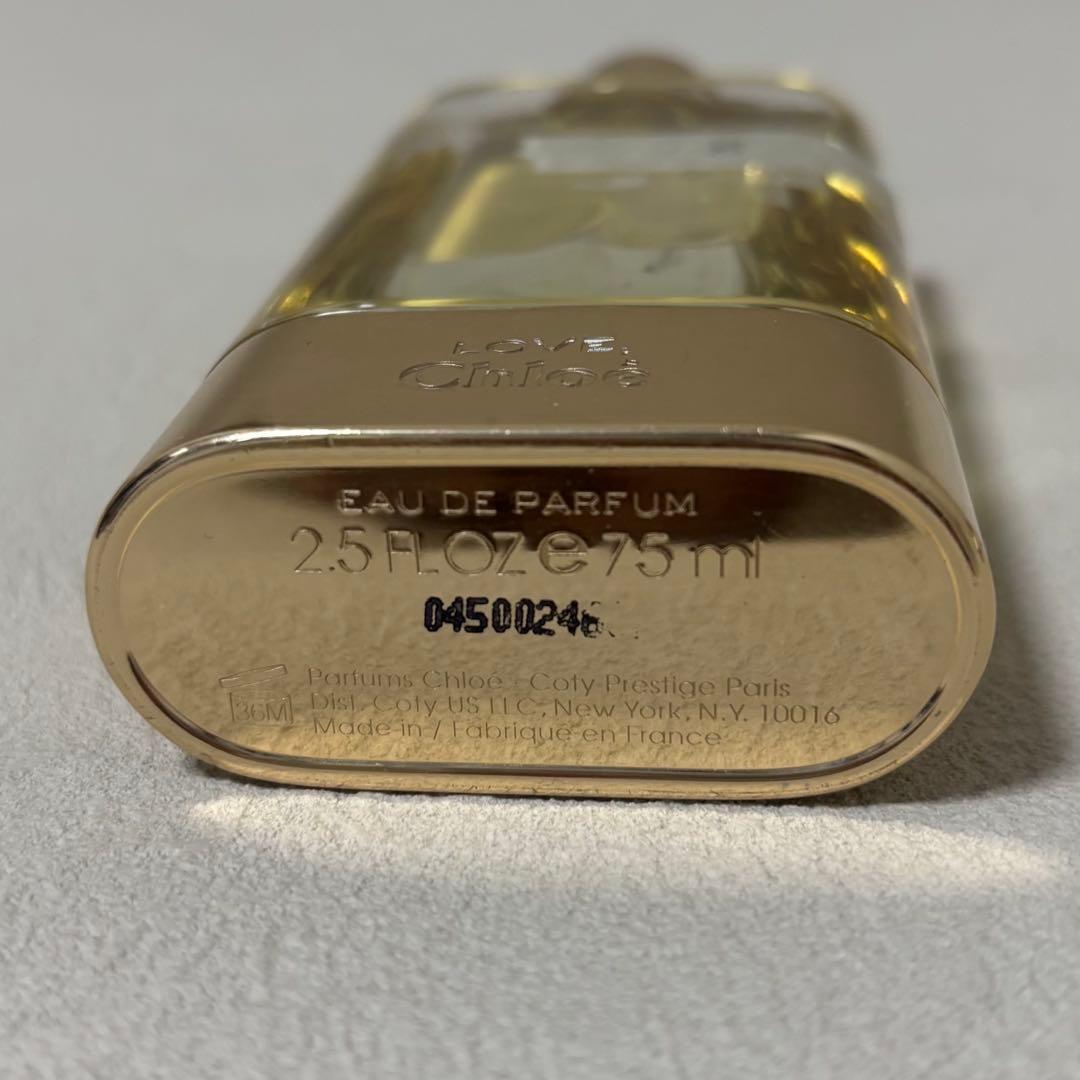 LOVE,
Chloé
EAU DE PARFUM
2.5 FL OZ e 75 ml
36M
Parfums Chloé - Coty Prestige Paris
Dist. Coty US LLC, New York, N.Y. 10016
Made in / Fabriqué en France